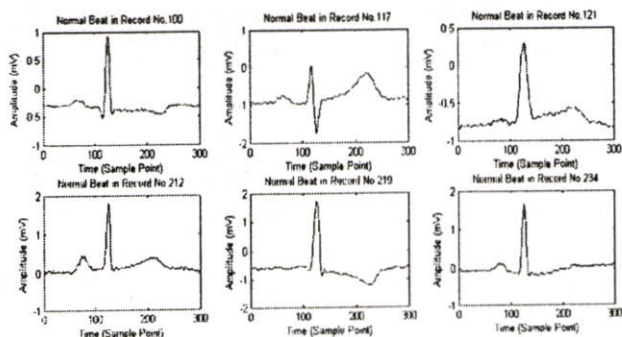 Normal Beat in Record No.100
Amplitude (mV)
1
0.5
0
-0.5
-1
0 100 200 300
Time (Sample Point)
Normal Beat in Record No.117
Amplitude (mV)
1
0
-1
-2
0 100 200 300
Time (Sample Point)
Normal Beat in Record No.121
Amplitude (mV)
0.5
0
-0.5
-1
0 100 200 300
Time (Sample Point)
Normal Beat in Record No.212
Amplitude (mV)
2
1
0
-1
0 100 200 300
Time (Sample Point)
Normal Beat in Record No.219
Amplitude (mV)
2
1
0
-1
-2
0 100 200 300
Time (Sample Point)
Normal Beat in Record No.234
Amplitude (mV)
2
1
0
-1
0 100 200 300
Time (Sample Point)